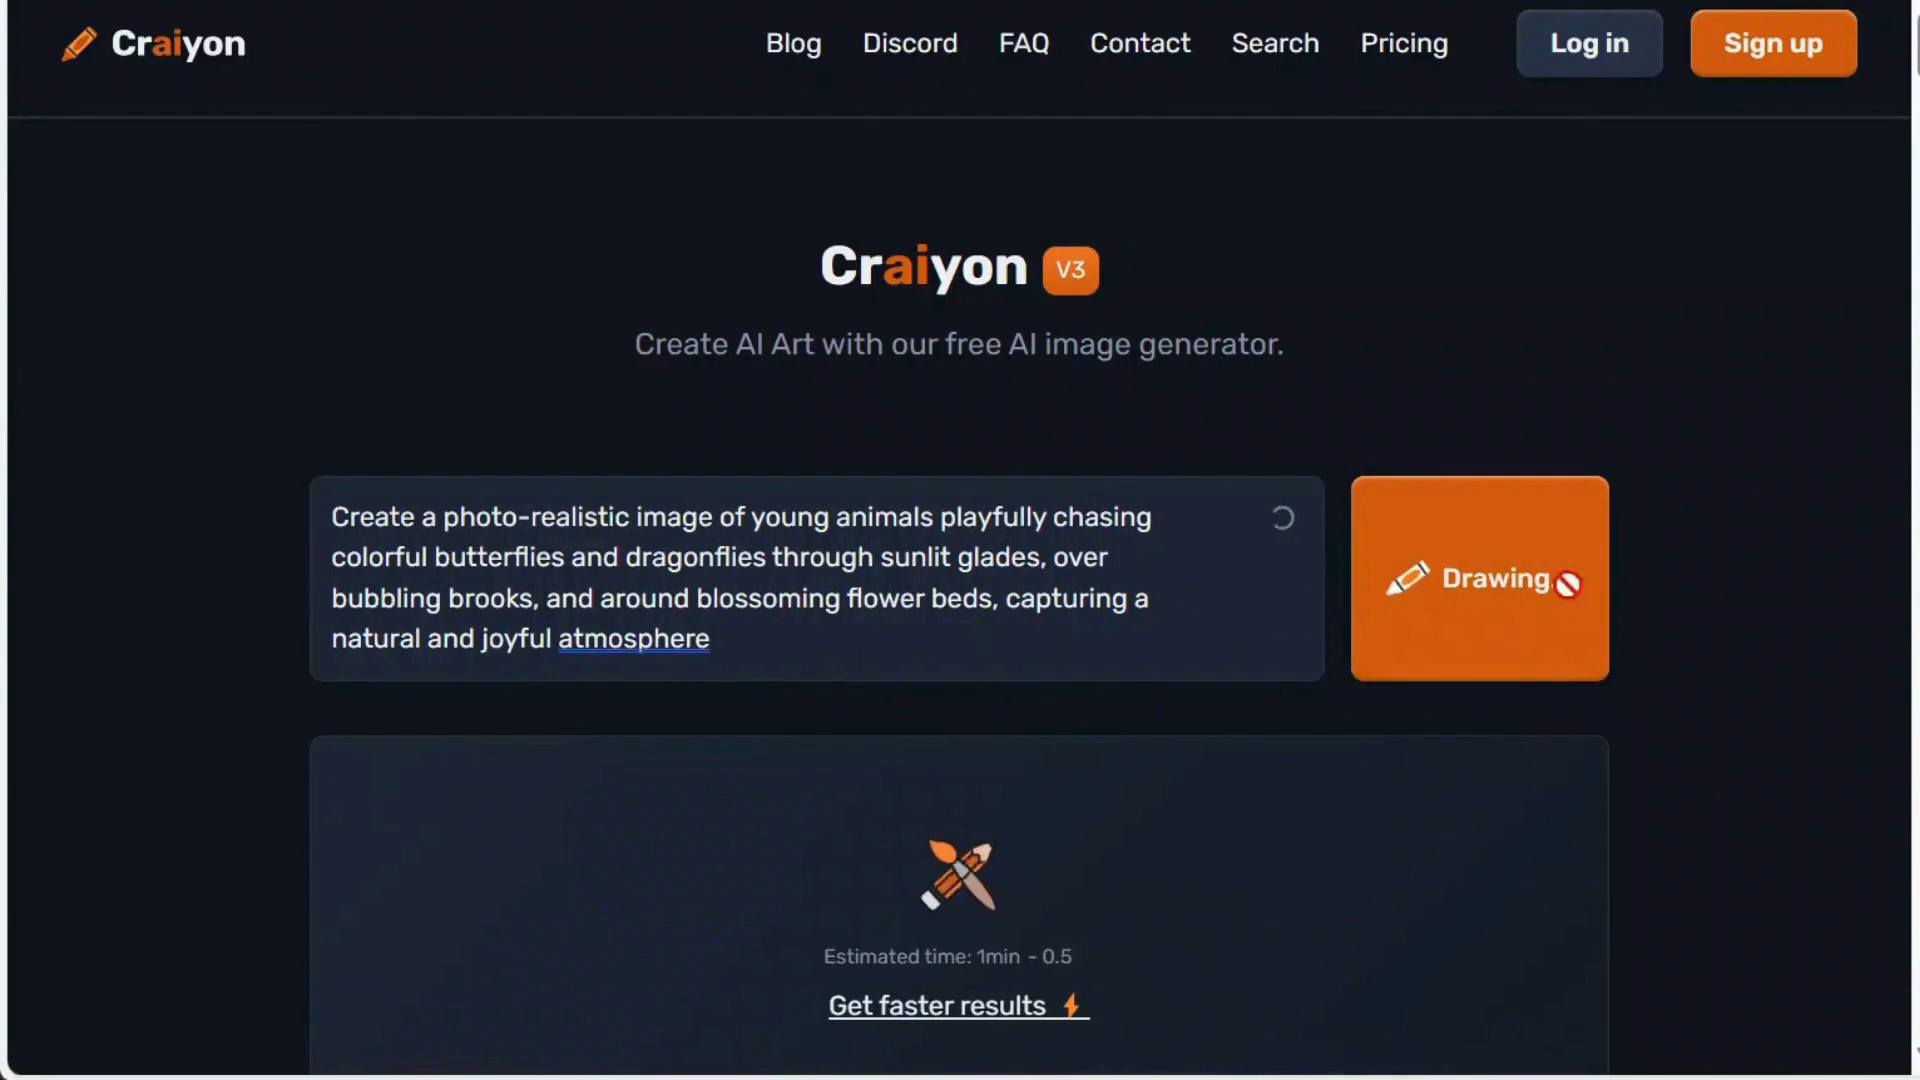 Craiyon
Blog Discord FAQ Contact Search Pricing Log in Sign up
Craiyon V3
Create AI Art with our free AI image generator.
Create a photo-realistic image of young animals playfully chasing
colorful butterflies and dragonflies through sunlit glades, over
bubbling brooks, and around blossoming flower beds, capturing a
natural and joyful atmosphere
Drawing.
Estimated time: 1min - 0.5
Get faster results